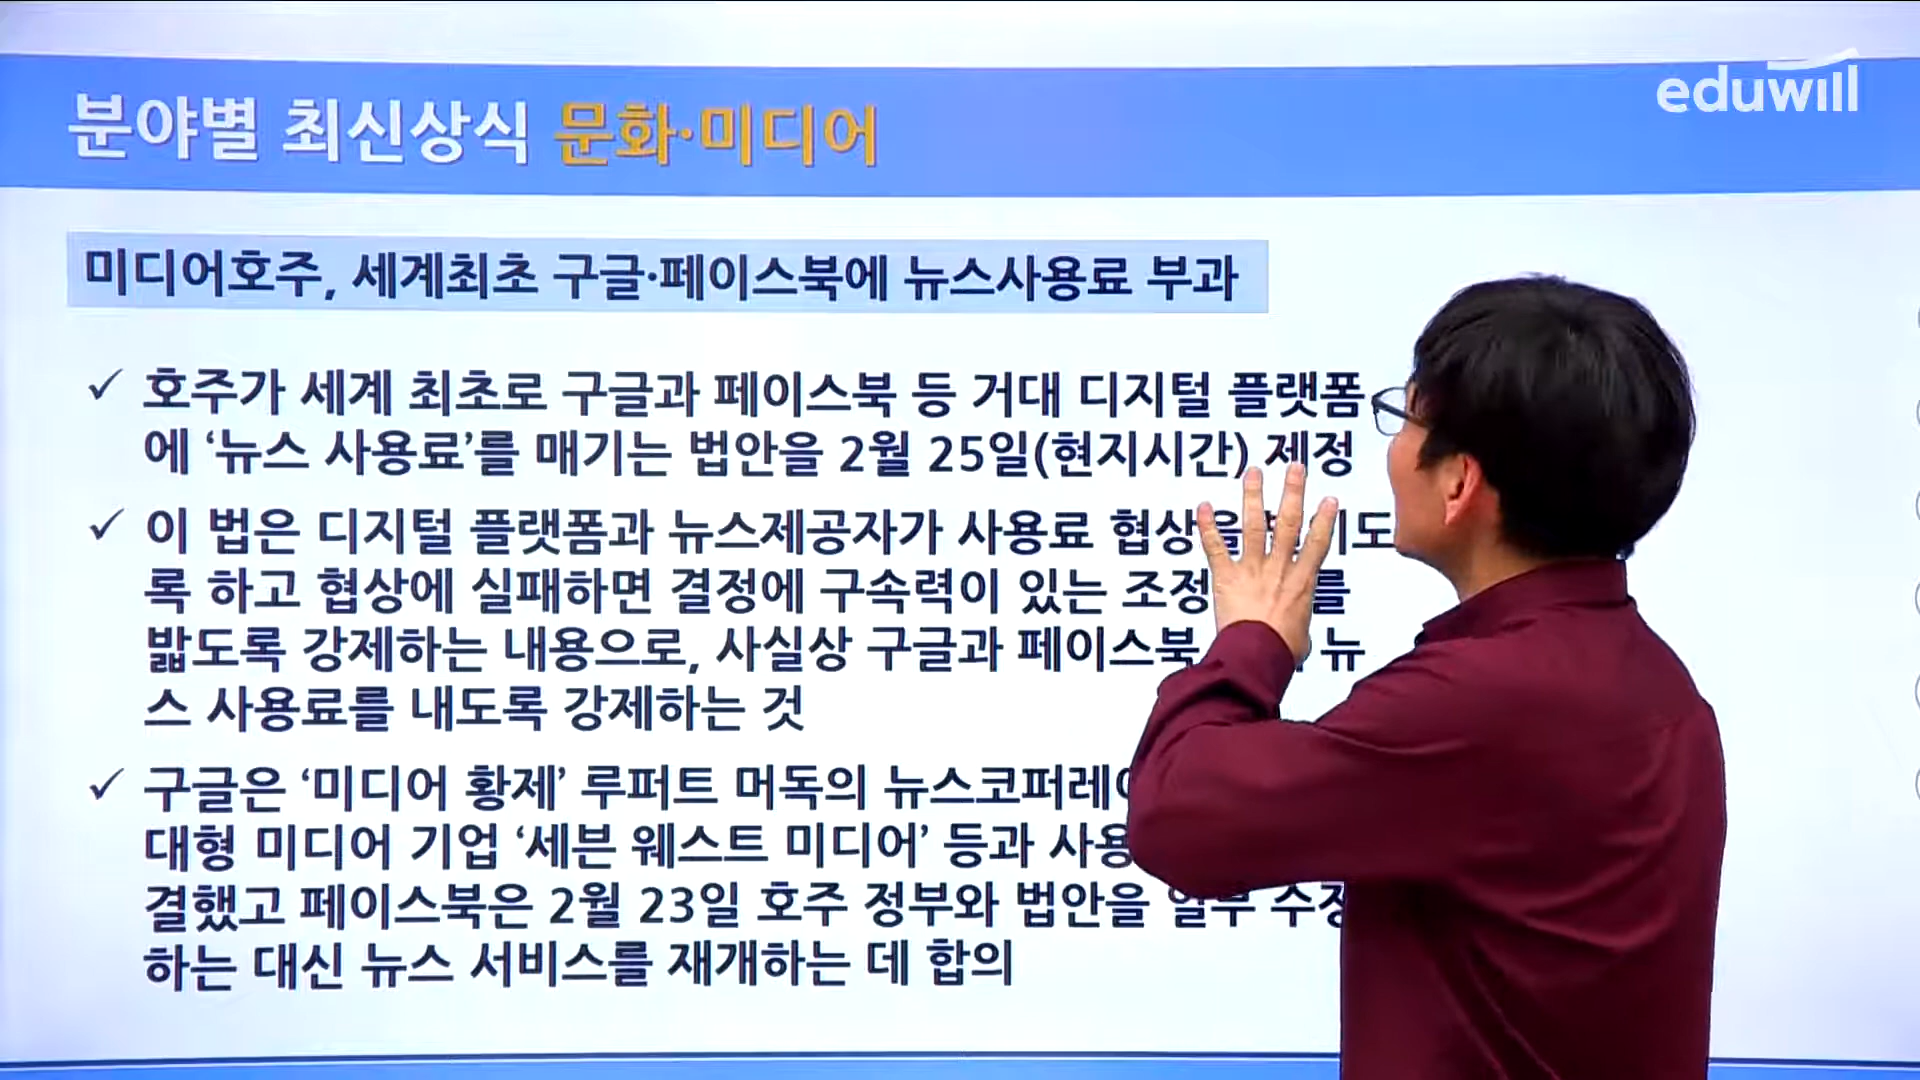 eduwill
분야별 최신상식 문화·미디어
미디어호주, 세계최초 구글·페이스북에 뉴스사용료 부과
✓ 호주가 세계 최초로 구글과 페이스북 등 거대 디지털 플랫폼
에 ‘뉴스 사용료’를 매기는 법안을 2월 25일(현지시간) 제정
✓ 이 법은 디지털 플랫폼과 뉴스제공자가 사용료 협상을
록 하고 협상에 실패하면 결정에 구속력이 있는 조정
밟도록 강제하는 내용으로, 사실상 구글과 페이스북 뉴
스 사용료를 내도록 강제하는 것
✓ 구글은 ‘미디어 황제’ 루퍼트 머독의
대형 미디어 기업 ‘세븐 웨스트 미디어’ 등과
결했고 페이스북은 2월 23일 호주 정부와 법안을 일부
하는 대신 뉴스 서비스를 재개하는 데 합의